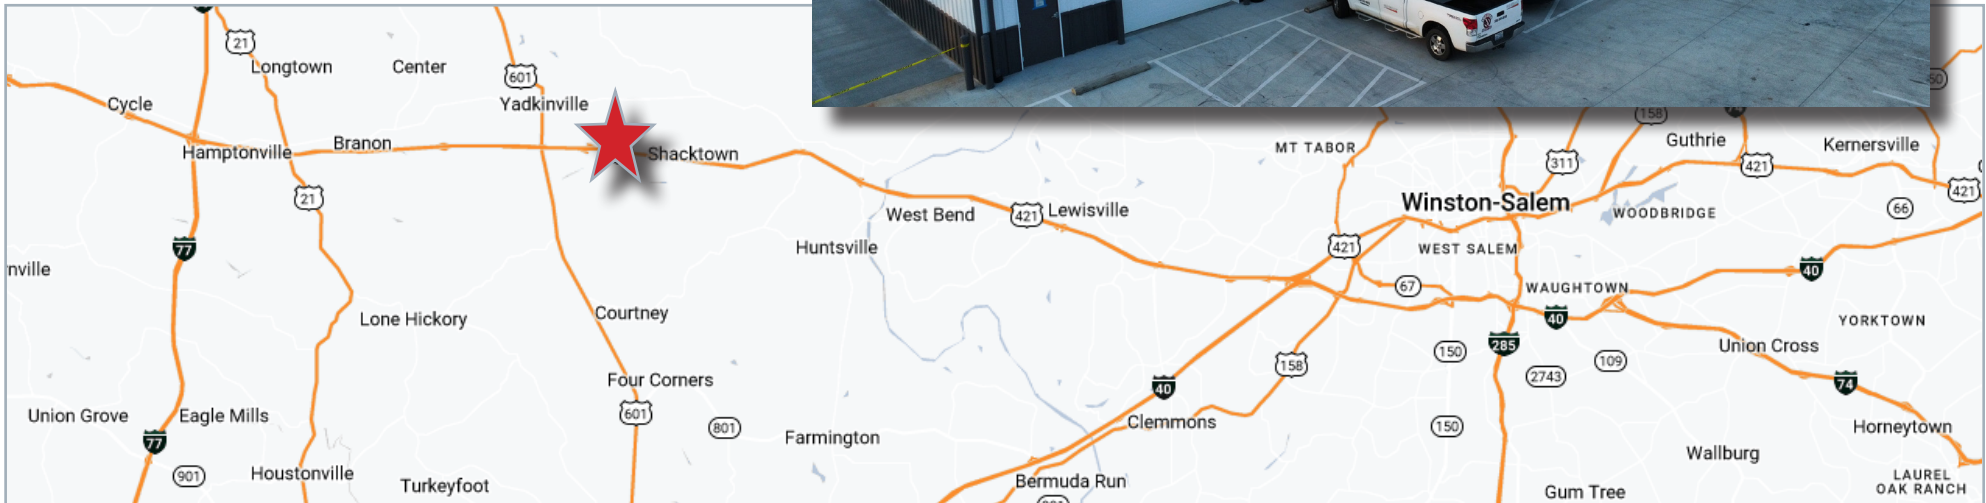 21
Longtown
Center
601
Yadkinville
Cycle
158
MT TABOR
Guthrie
Kernersville
Hamptonville
Branon
Shacktown
311
421
421
21
Winston-Salem
66
WOODBRIDGE
West Bend
421
Lewisville
77
Huntsville
421
WEST SALEM
nville
40
67
WAUGHTOWN
Lone Hickory
Courtney
40
YORKTOWN
285
150
Union Cross
158
109
Four Corners
40
2743
74
Union Grove
Eagle Mills
601
801
Clemmons
150
Horneytown
77
Farmington
Wallburg
901
Houstonville
Turkeyfoot
Bermuda Run
Gum Tree
LAUREL
OAK RANCH